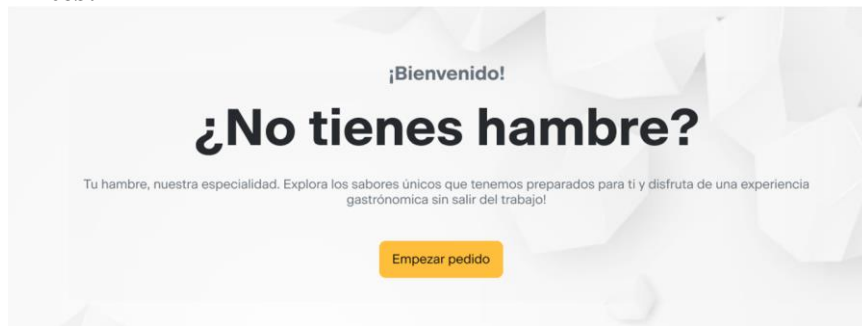 ¡Bienvenido!
¿No tienes hambre?
Tu hambre, nuestra especialidad. Explora los sabores únicos que tenemos preparados para ti y disfruta de una experiencia
gastrónomica sin salir del trabajo!
Empezar pedido